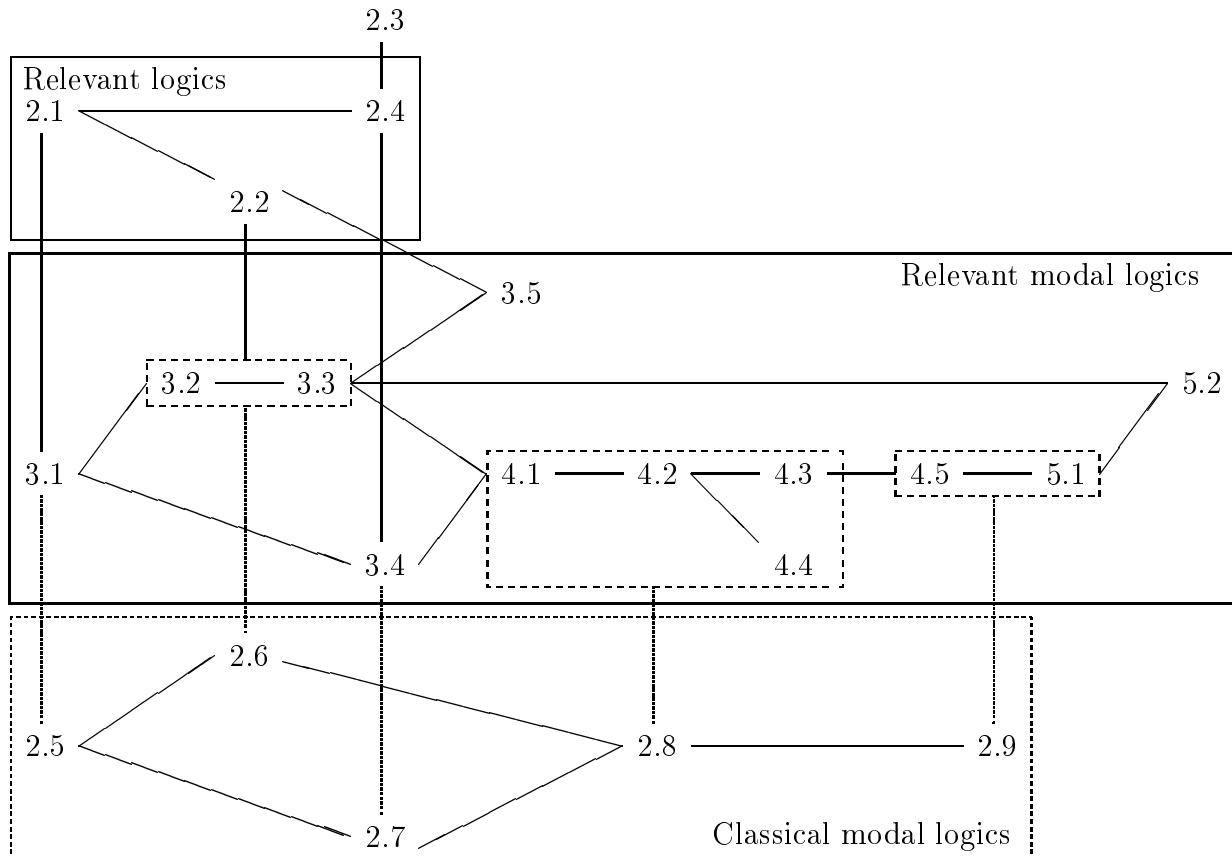 2.3
Relevant logics
2.1 2.4
2.2
Relevant modal logics
3.5
3.2 3.3 5.2
3.1 4.1 4.2 4.3 4.5 5.1
3.4 4.4
2.6
2.5 2.8 2.9
2.7 Classical modal logics